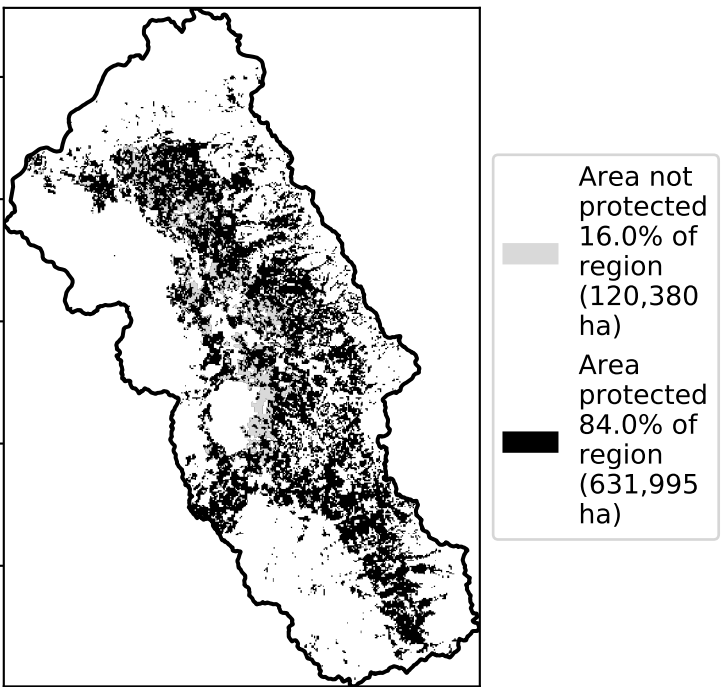 Area not
protected
16.0% of
region
(120,380
ha)
Area
protected
84.0% of
region
(631,995
ha)